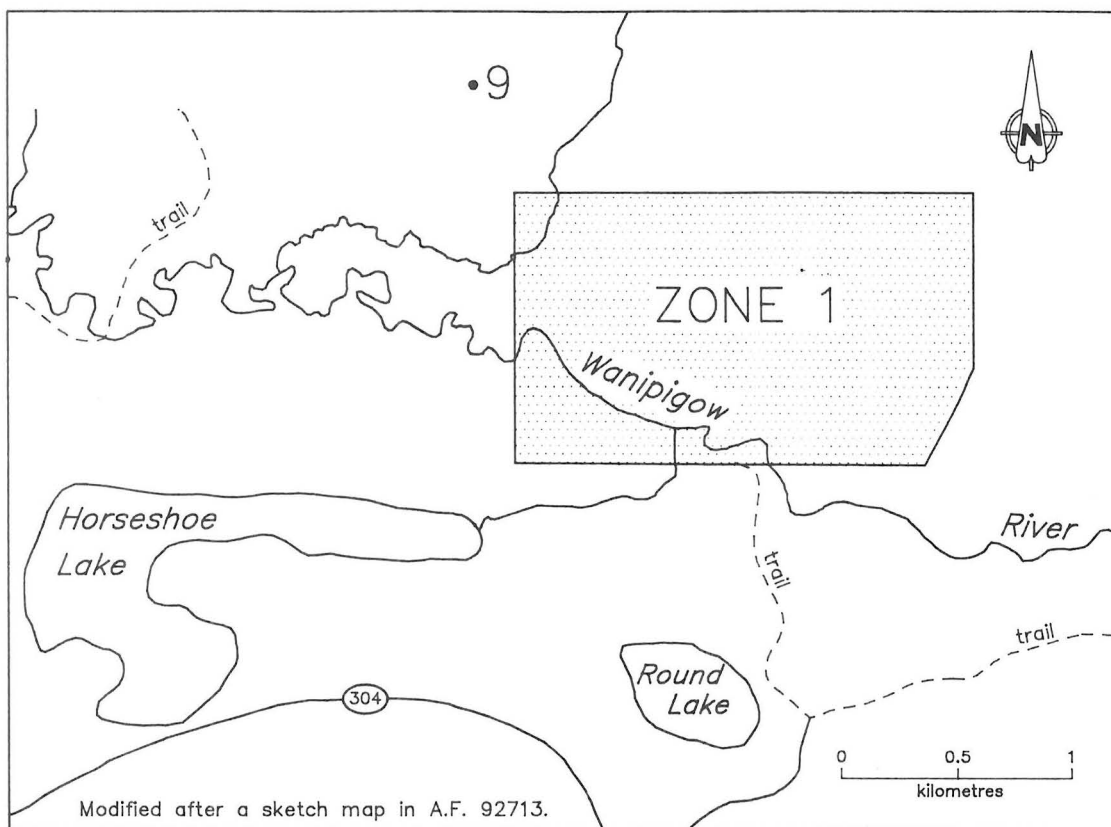 9
N
trail
ZONE 1
Wanipigow
Horseshoe
Lake
River
trail
trail
Round
Lake
304
0 0.5 1
kilometres
Modified after a sketch map in A.F. 92713.